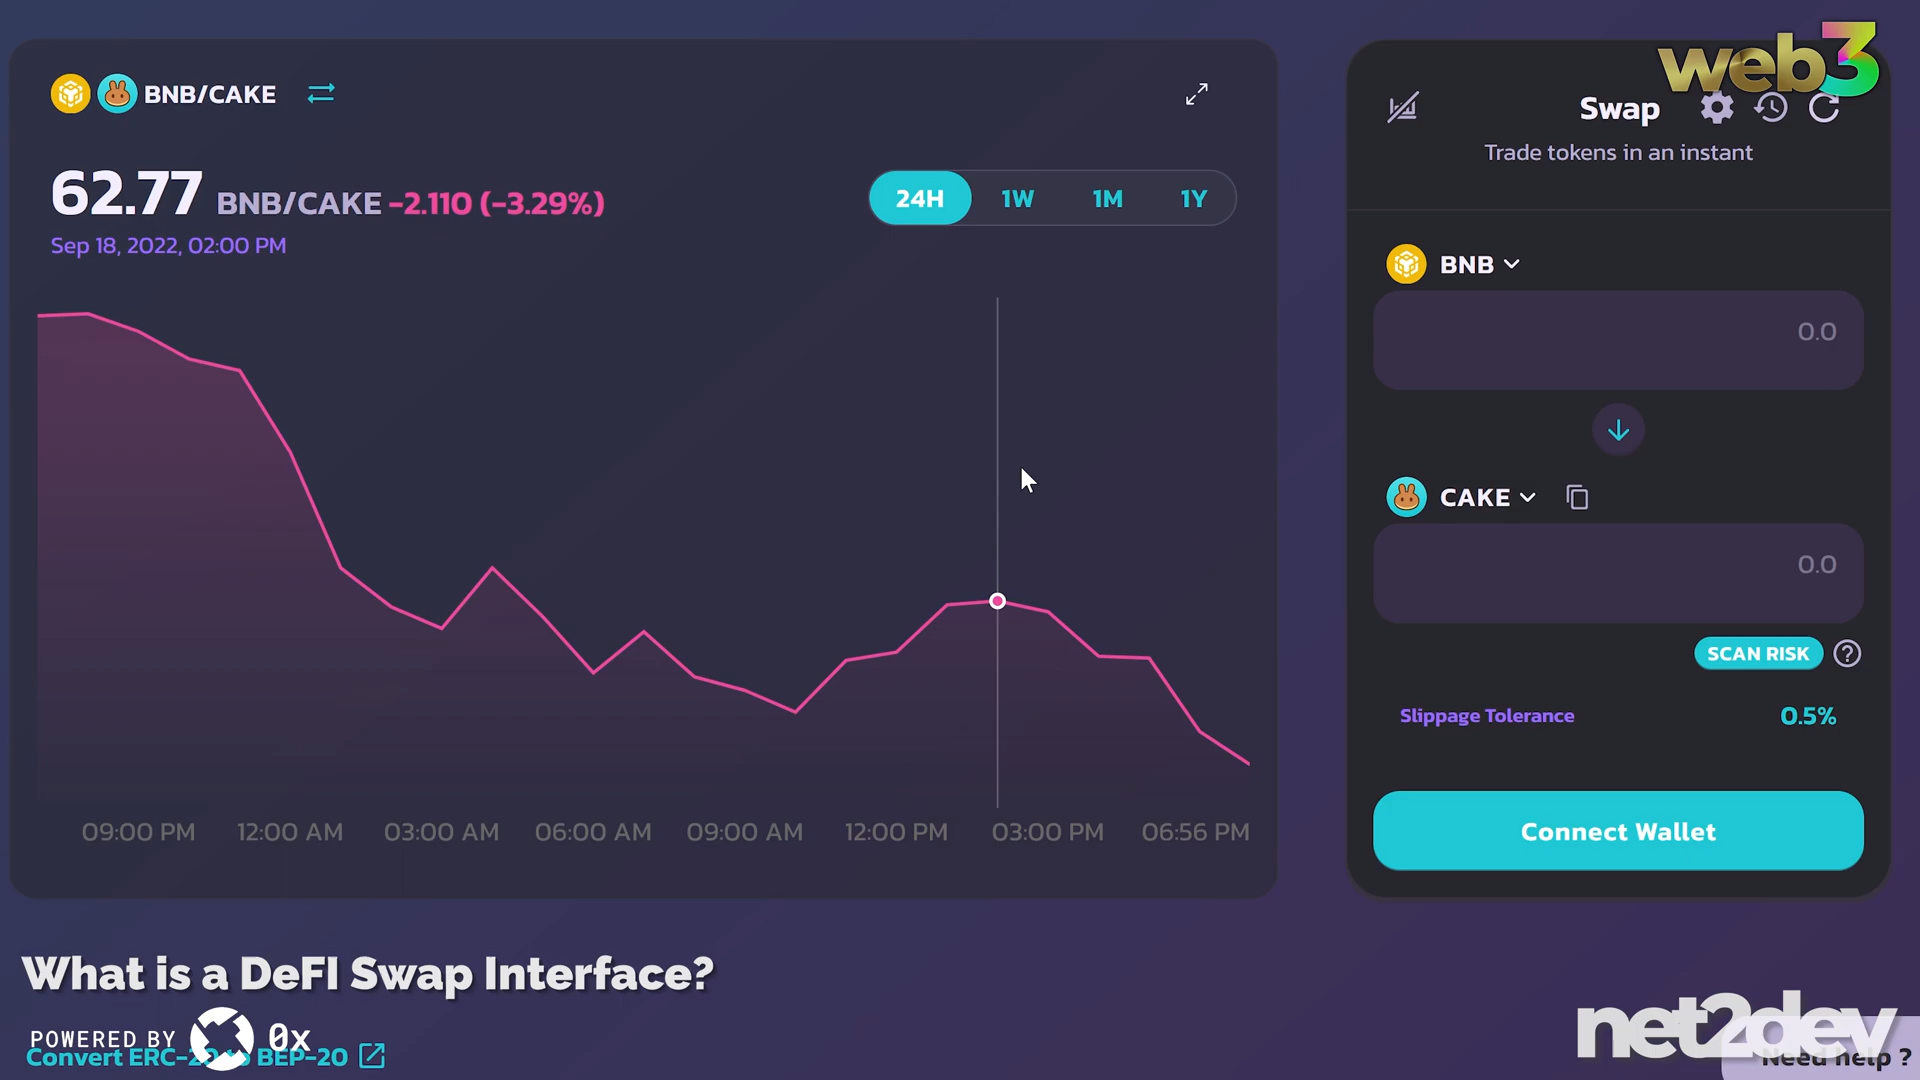 BNB/CAKE
62.77 BNB/CAKE -2.110 (-3.29%)
Sep 18, 2022, 02:00 PM
24H 1W 1M 1Y
09:00 PM 12:00 AM 03:00 AM 06:00 AM 09:00 AM 12:00 PM 03:00 PM 06:56 PM
web3
Swap
Trade tokens in an instant
BNB
0.0
CAKE
0.0
SCAN RISK
Slippage Tolerance 0.5%
Connect Wallet
What is a DeFI Swap Interface?
POWERED BY 0x
Convert ERC-20 to BEP-20
net2dev
Need help ?